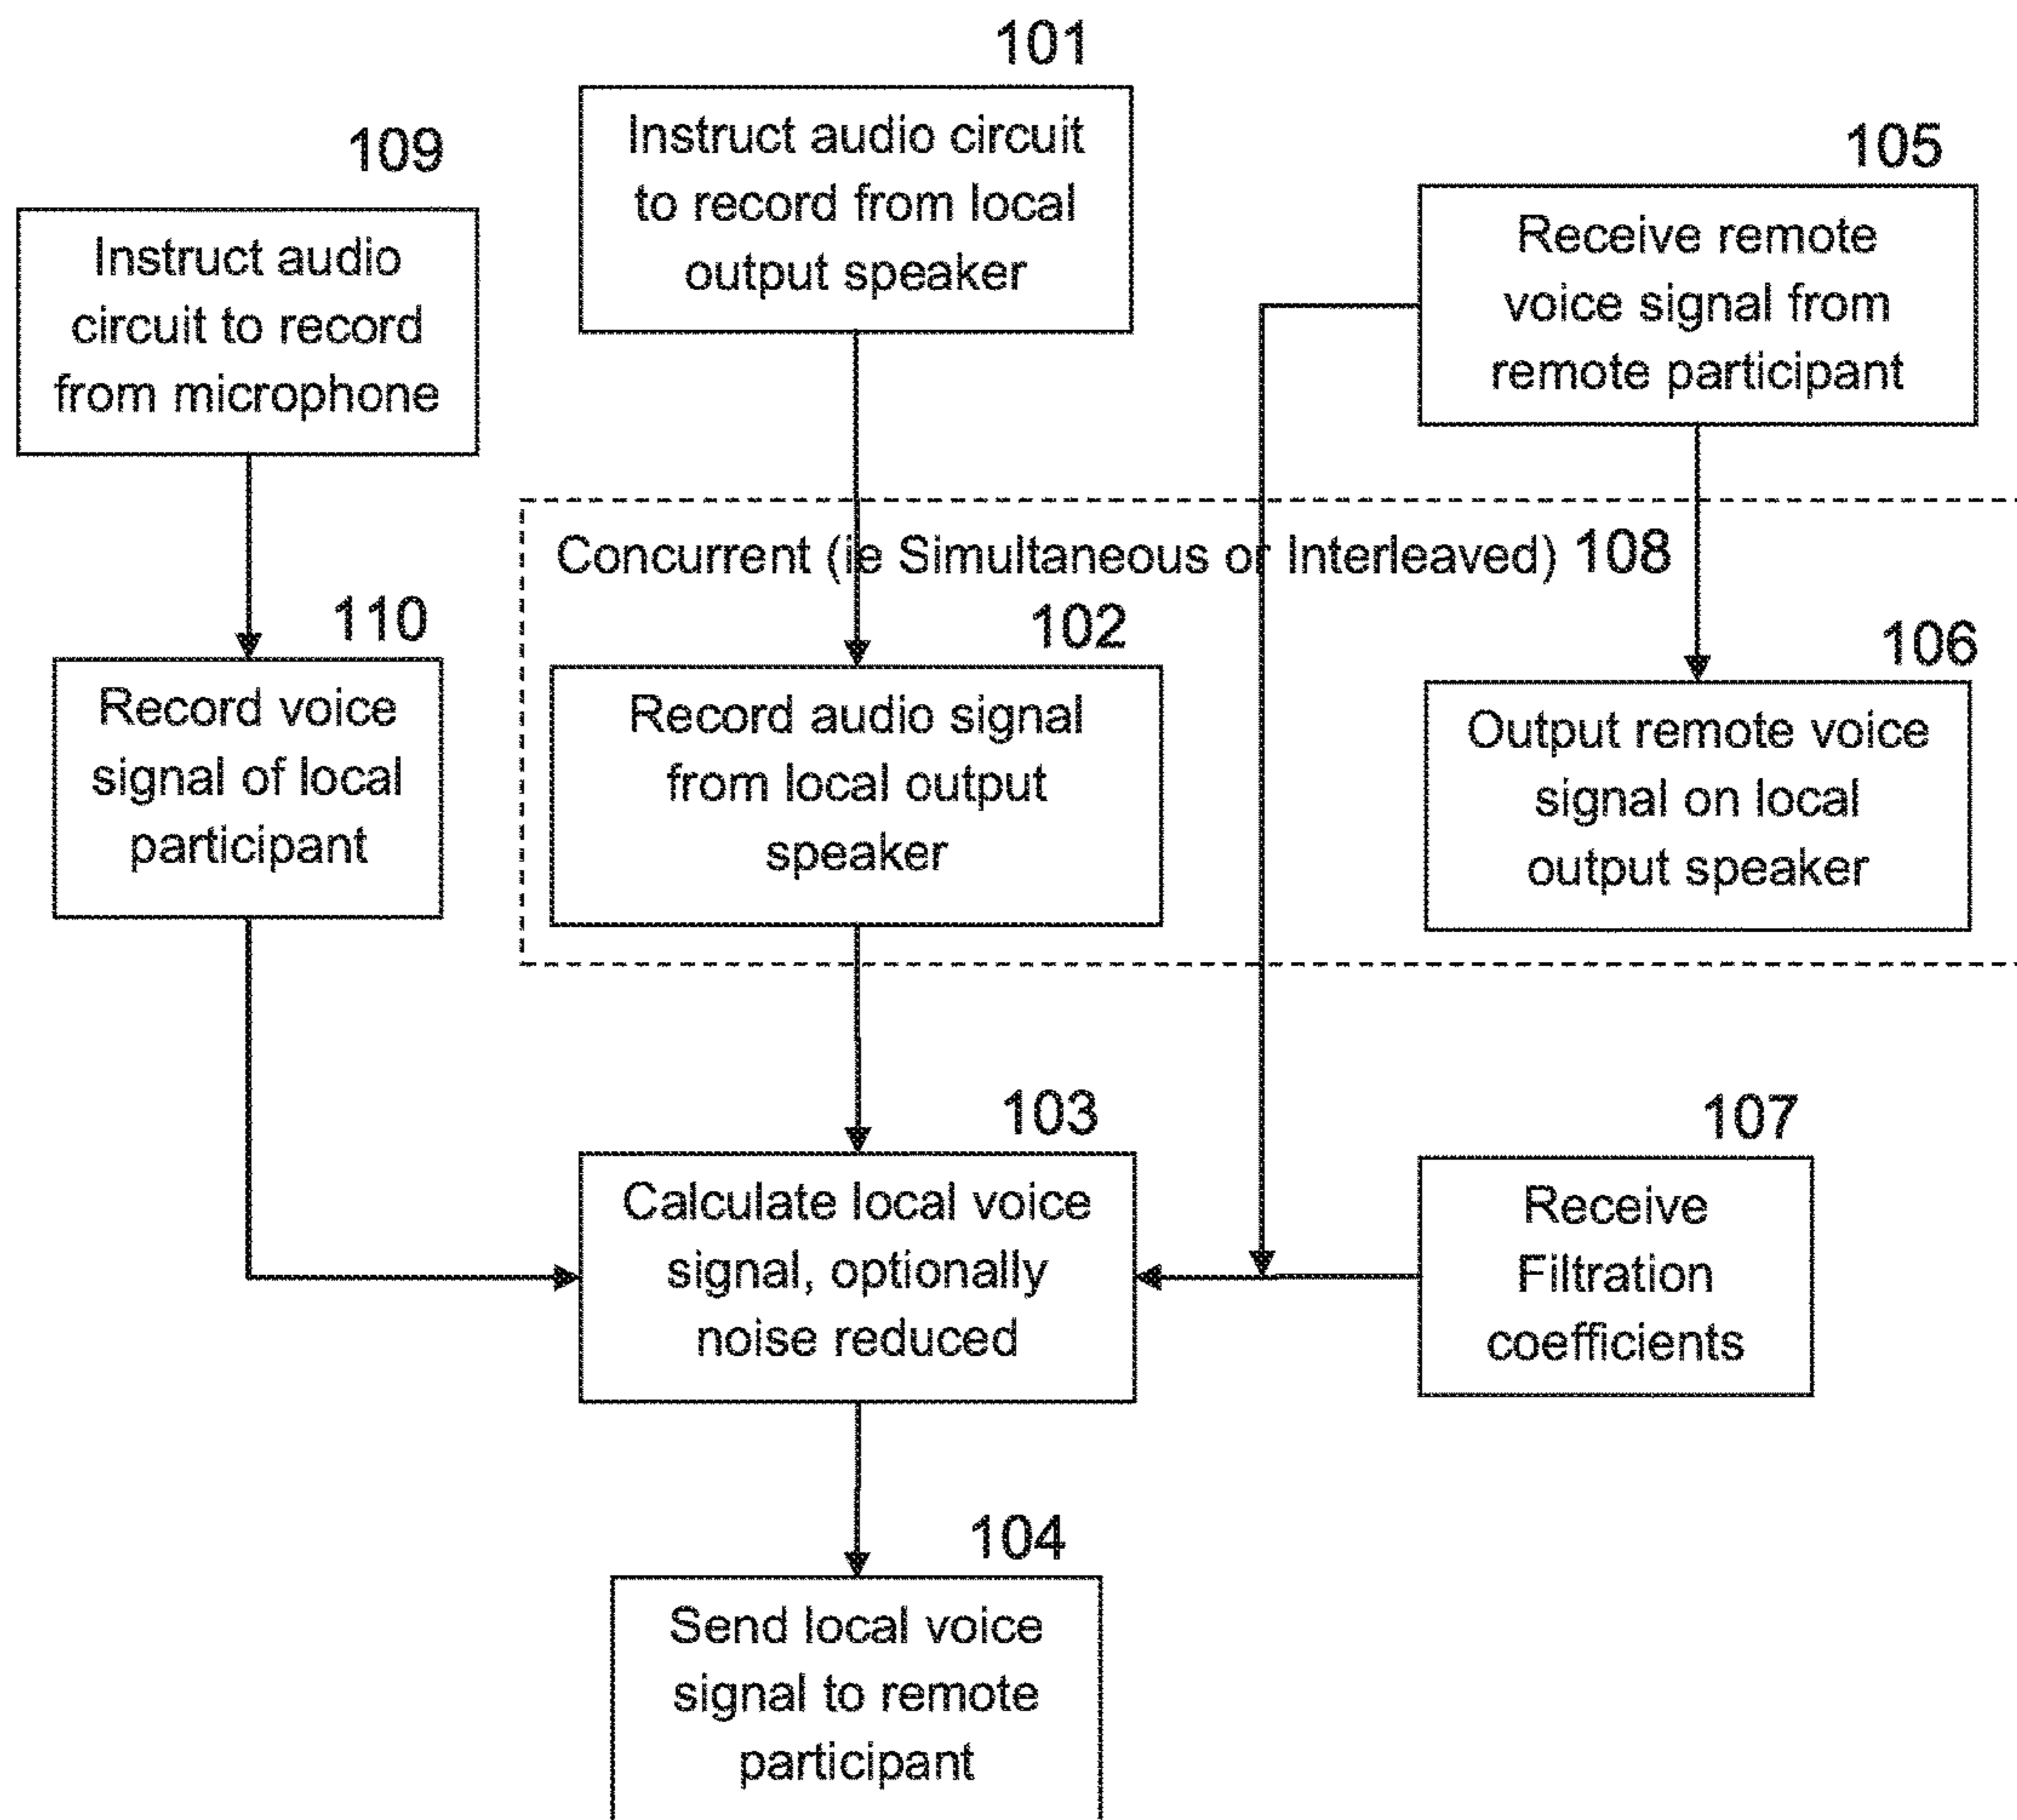 101
Instruct audio circuit
to record from local
output speaker
109
Instruct audio
circuit to record
from microphone
105
Receive remote
voice signal from
remote participant
Concurrent (ie Simultaneous or Interleaved) 108
110
Record voice
signal of local
participant
102
Record audio signal
from local output
speaker
106
Output remote voice
signal on local
output speaker
103
Calculate local voice
signal, optionally
noise reduced
107
Receive
Filtration
coefficients
104
Send local voice
signal to remote
participant